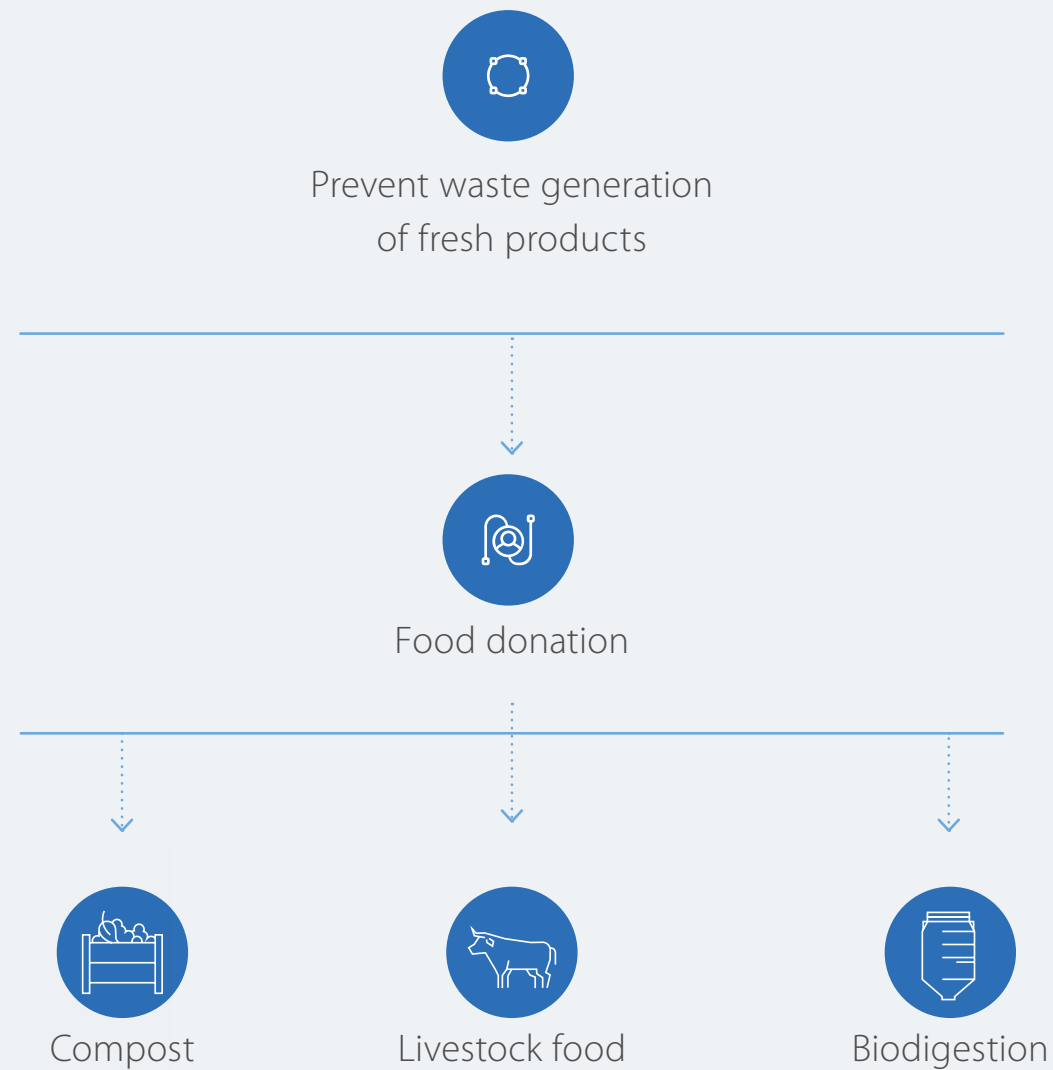 Prevent waste generation
of fresh products
Food donation
Compost
Livestock food
Biodigestion